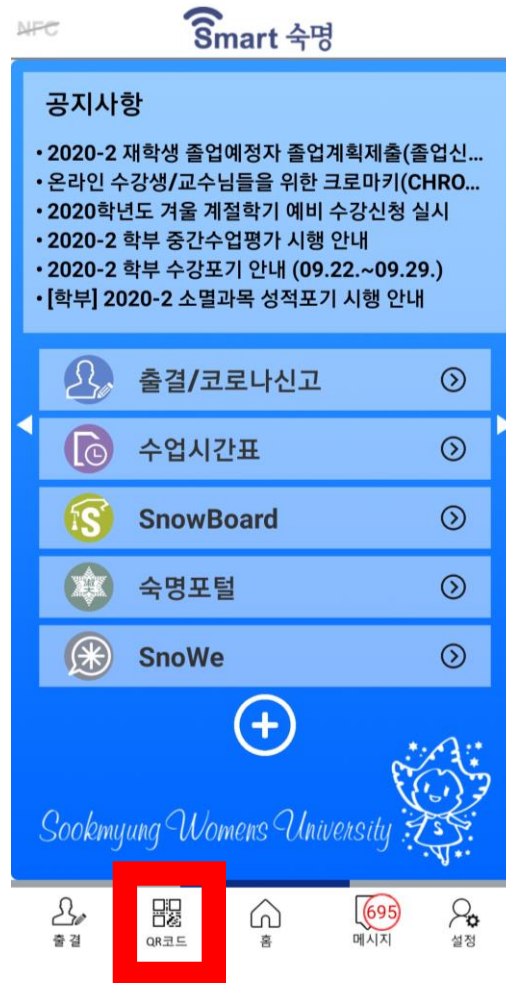 NFC
Smart 숙명
공지사항
• 2020-2 재학생 졸업예정자 졸업계획제출(졸업신...
• 온라인 수강생/교수님들을 위한 크로마키(CHRO...
• 2020학년도 겨울 계절학기 예비 수강신청 실시
• 2020-2 학부 중간수업평가 시행 안내
• 2020-2 학부 수강포기 안내 (09.22.~09.29.)
• [학부] 2020-2 소멸과목 성적포기 시행 안내
출결/코로나신고
수업시간표
SnowBoard
숙명포털
SnoWe
Sookmyung Womens University
출 결
QR코드
홈
695
메시지
설정